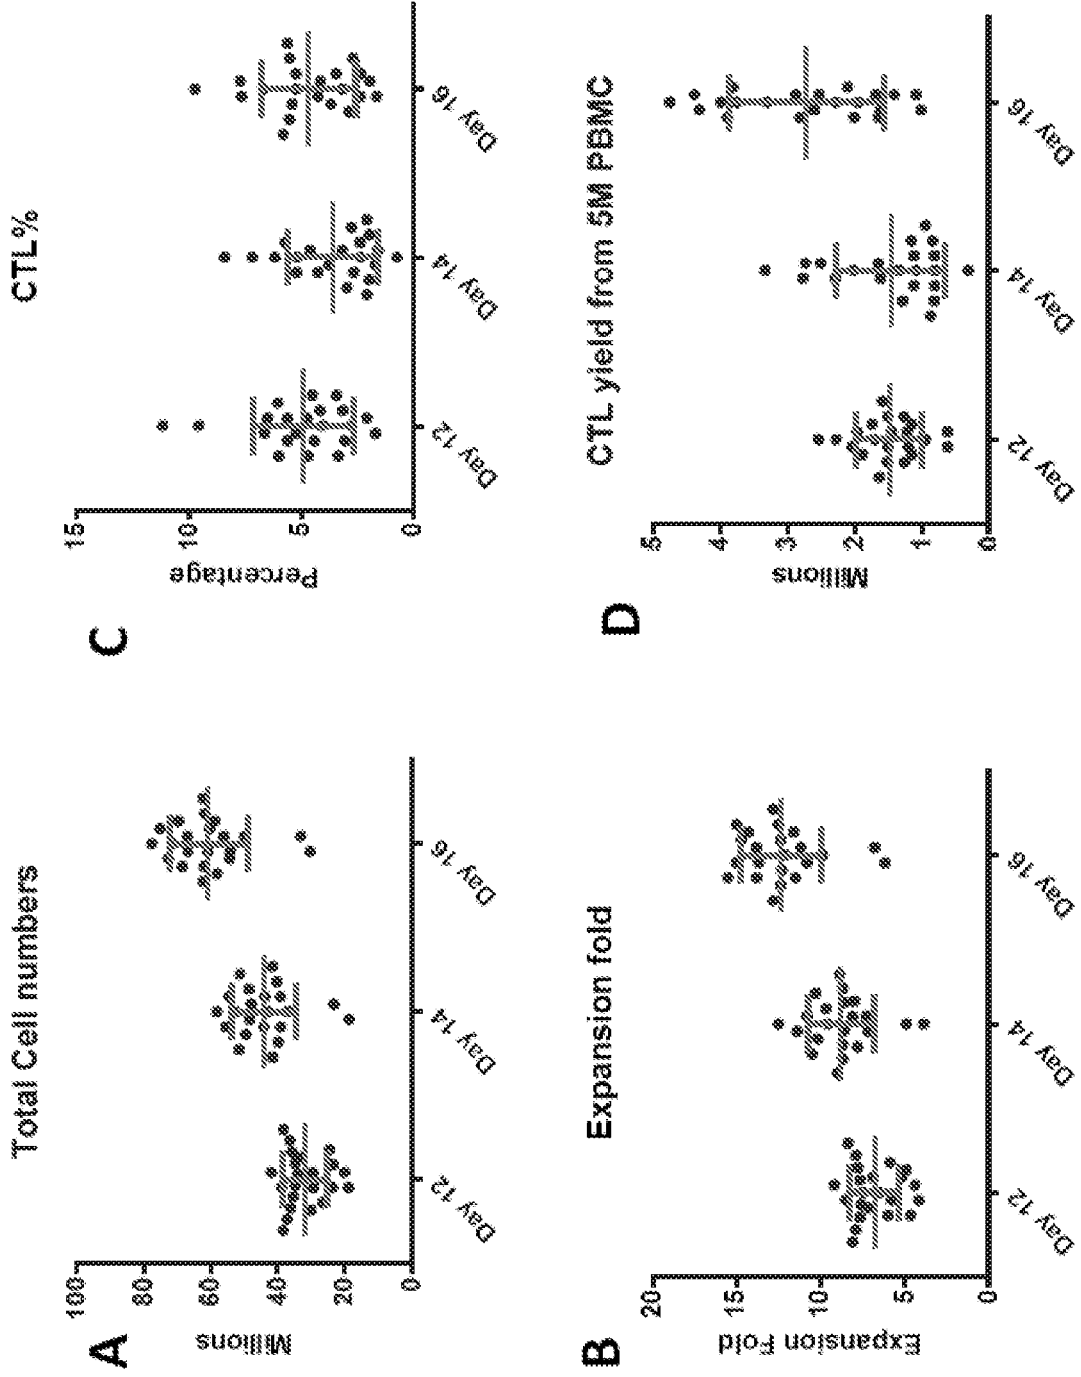 A
Total Cell numbers
Millions
100
80
60
40
20
0
Day 12
Day 14
Day 16
B
Expansion fold
Expansion Fold
20
15
10
5
0
Day 12
Day 14
Day 16
C
CTL%
Percentage
15
10
5
0
Day 12
Day 14
Day 16
D
CTL yield from 5M PBMC
Millions
5
4
3
2
1
0
Day 12
Day 14
Day 16